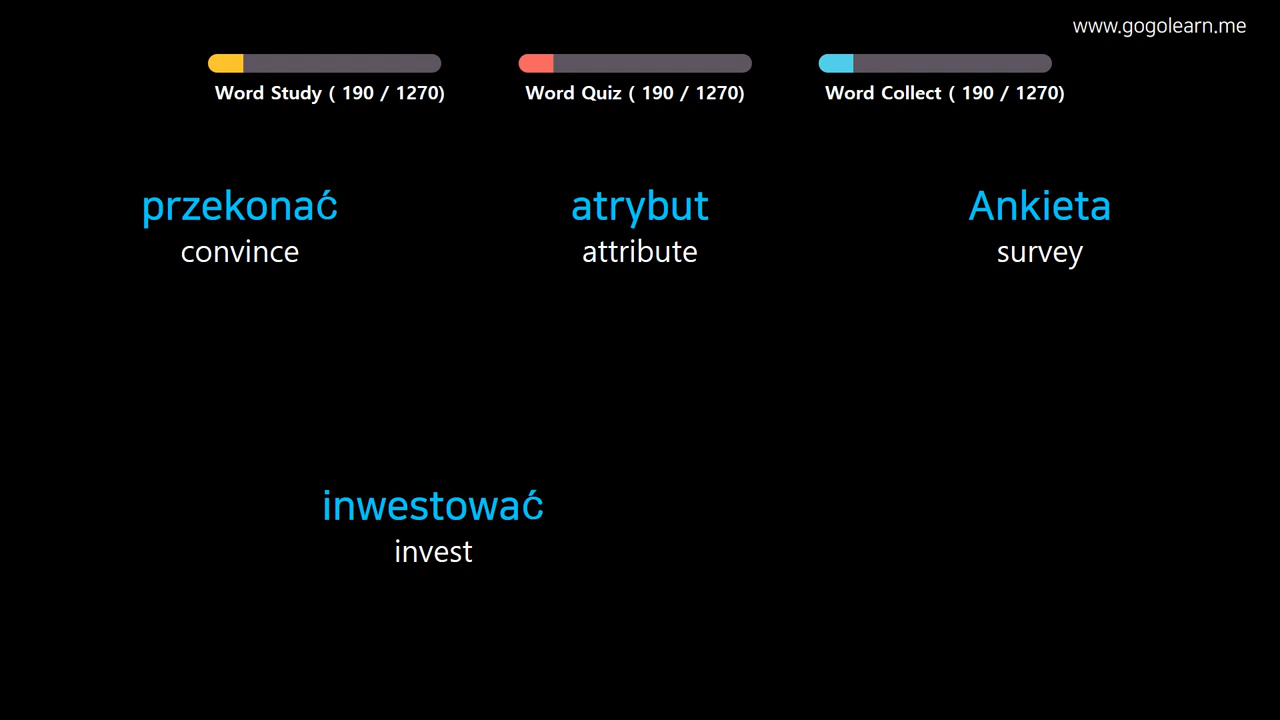 www.gogolearn.me
Word Study ( 190 / 1270)
Word Quiz ( 190 / 1270)
Word Collect ( 190 / 1270)
przekonać
convince
atrybut
attribute
Ankieta
survey
inwestować
invest